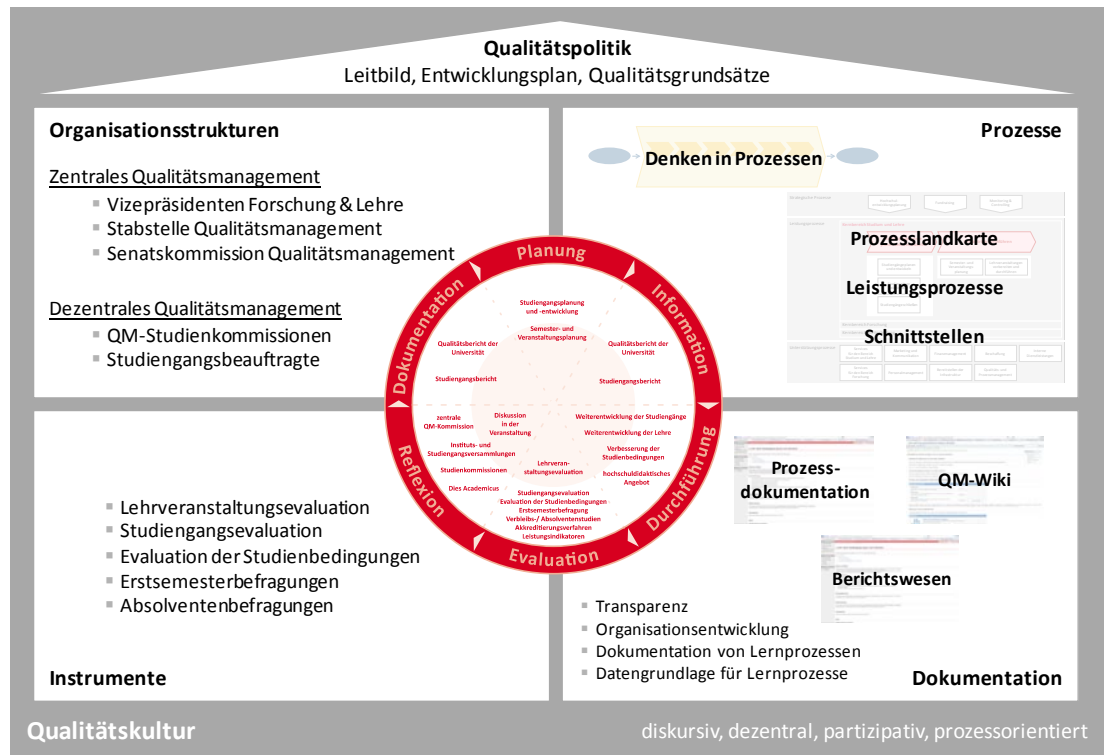 Qualitätspolitik
Leitbild, Entwicklungsplan, Qualitätsgrundsätze
Organisationsstrukturen
Zentrales Qualitätsmanagement
Vizepräsidenten Forschung & Lehre
Stabstelle Qualitätsmanagement
Senatskommission Qualitätsmanagement
Dezentrales Qualitätsmanagement
QM-Studienkommissionen
Studiengangsbeauftragte
Prozesse
Denken in Prozessen
Prozesslandkarte
Leistungsprozesse
Schnittstellen
Planung
Information
Durchführung
Evaluation
Reflexion
Dokumentation
Studiengangsplanung
und -entwicklung
Semester- und
Veranstaltungsplanung
Qualitätsbericht der
Universität
Studiengangsbericht
Qualitätsbericht der
Universität
Studiengangsbericht
zentrale
QM-Kommission
Diskussion
in der
Veranstaltung
Instituts- und
Studiengangsversammlungen
Studienkommissionen
Dies Academicus
Weiterentwicklung der Studiengänge
Weiterentwicklung der Lehre
Verbesserung der
Studienbedingungen
hochschuldidaktisches
Angebot
Lehrveran-
staltungsevaluation
Studiengangsevaluation
Evaluation der Studienbedingungen
Erstsemesterbefragung
Verbleibs-/ Absolventenstudien
Akkreditierungsverfahren
Leistungsindikatoren
Lehrveranstaltungsevaluation
Studiengangsevaluation
Evaluation der Studienbedingungen
Erstsemesterbefragungen
Absolventenbefragungen
Instrumente
Prozess-
dokumentation
QM-Wiki
Berichtswesen
Transparenz
Organisationsentwicklung
Dokumentation von Lernprozessen
Datengrundlage für Lernprozesse
Dokumentation
Qualitätskultur
diskursiv, dezentral, partizipativ, prozessorientiert